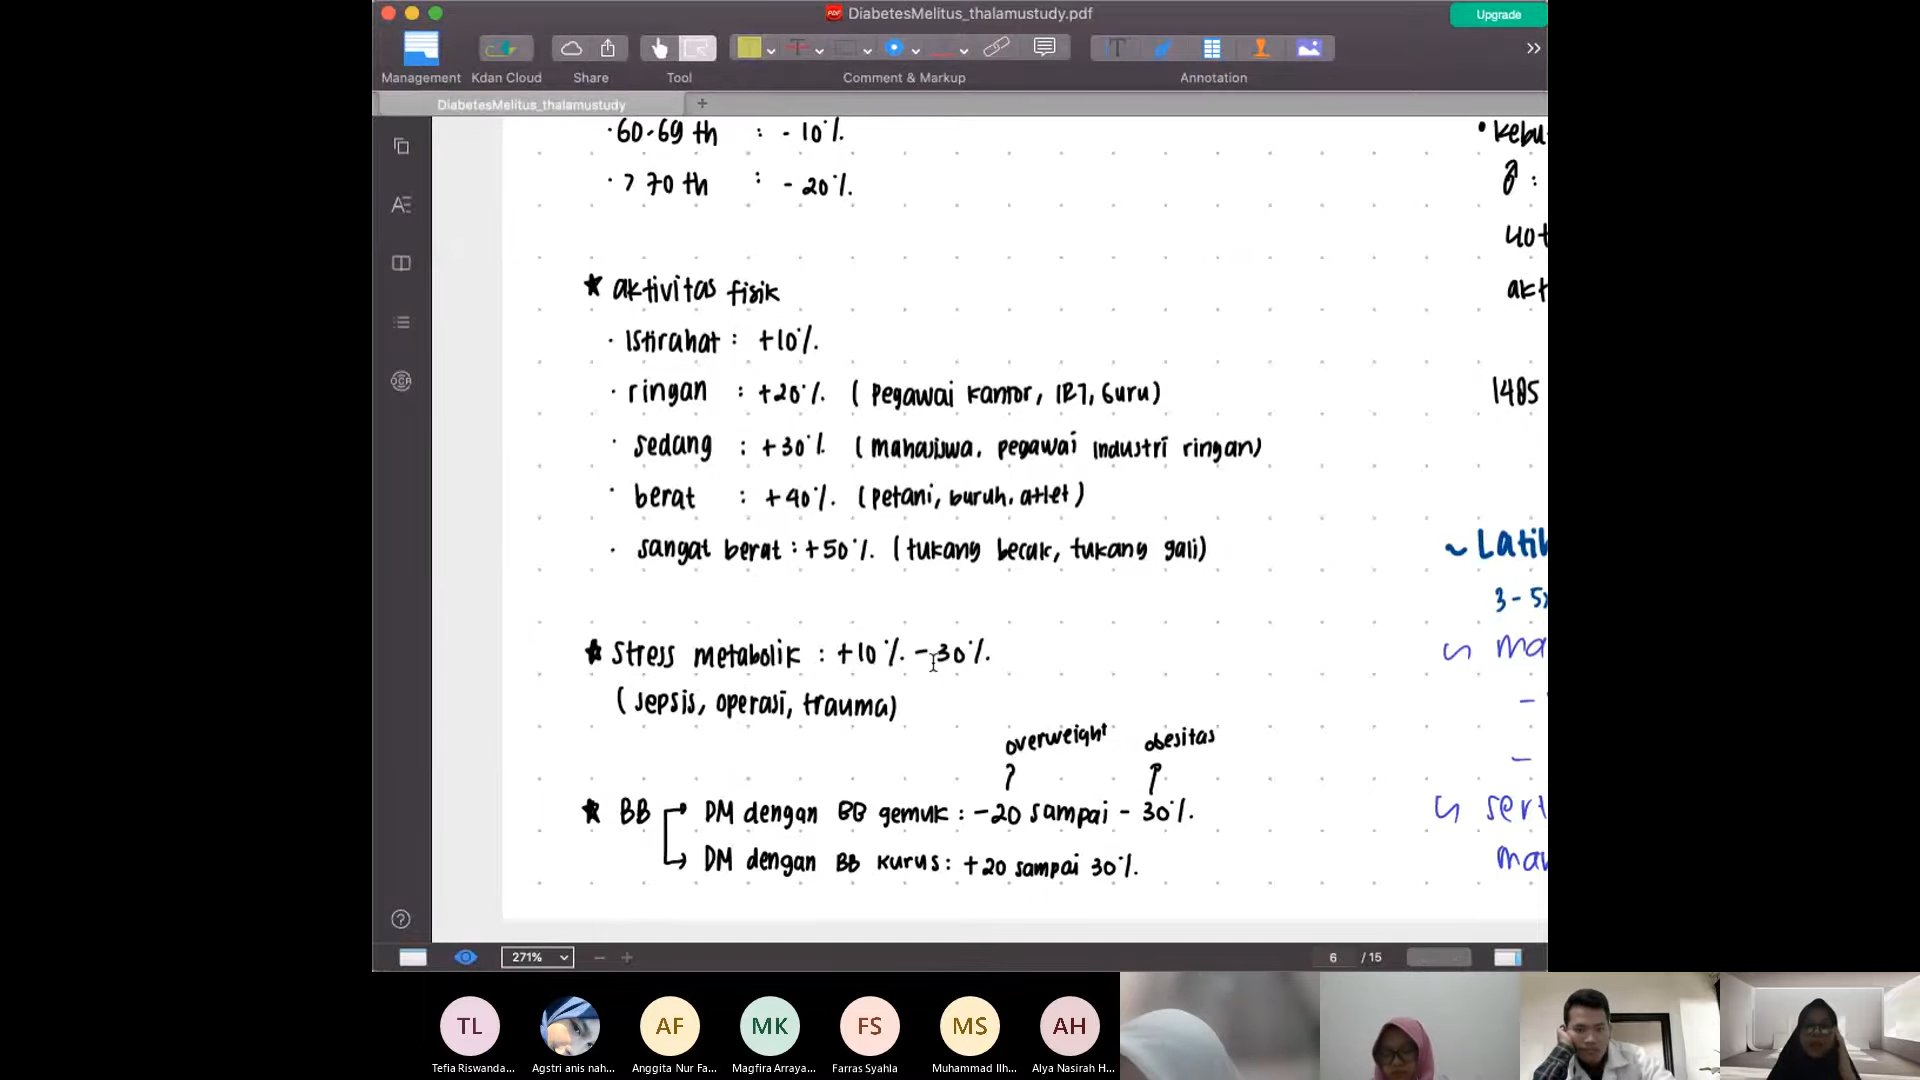 DiabetesMelitus_thalamustudy.pdf
Upgrade
Management
Kdan Cloud
Share
Tool
Comment & Markup
Annotation
DiabetesMelitus_thalamustudy
· 60-69 th : - 10%.
· > 70 th : - 20%.
★ aktivitas fisik
· Istirahat : +10%.
· ringan : +20%. (pegawai kantor, IRT, Guru)
· sedang : +30%. (mahasiswa, pegawai industri ringan)
· berat : +40%. (petani, buruh, atlet)
· sangat berat : +50%. (tukang becak, tukang gali)
★ Stress metabolik : +10%. - 30%.
(sepsis, operasi, trauma)
overweight obesitas
★ BB DM dengan BB gemuk : -20 sampai - 30%.
DM dengan BB kurus : +20 sampai 30%.
• kebu
♂ :
40t
akt
1485
~ Lati
3 - 5
ma
-
-
ser
ma
OCR
271%
6 / 15
TL
AF
MK
FS
MS
AH
Tefia Riswanda...
Agstri anis nah...
Anggita Nur Fa...
Magfira Arraya...
Farras Syahla
Muhammad Ilh...
Alya Nasirah H...